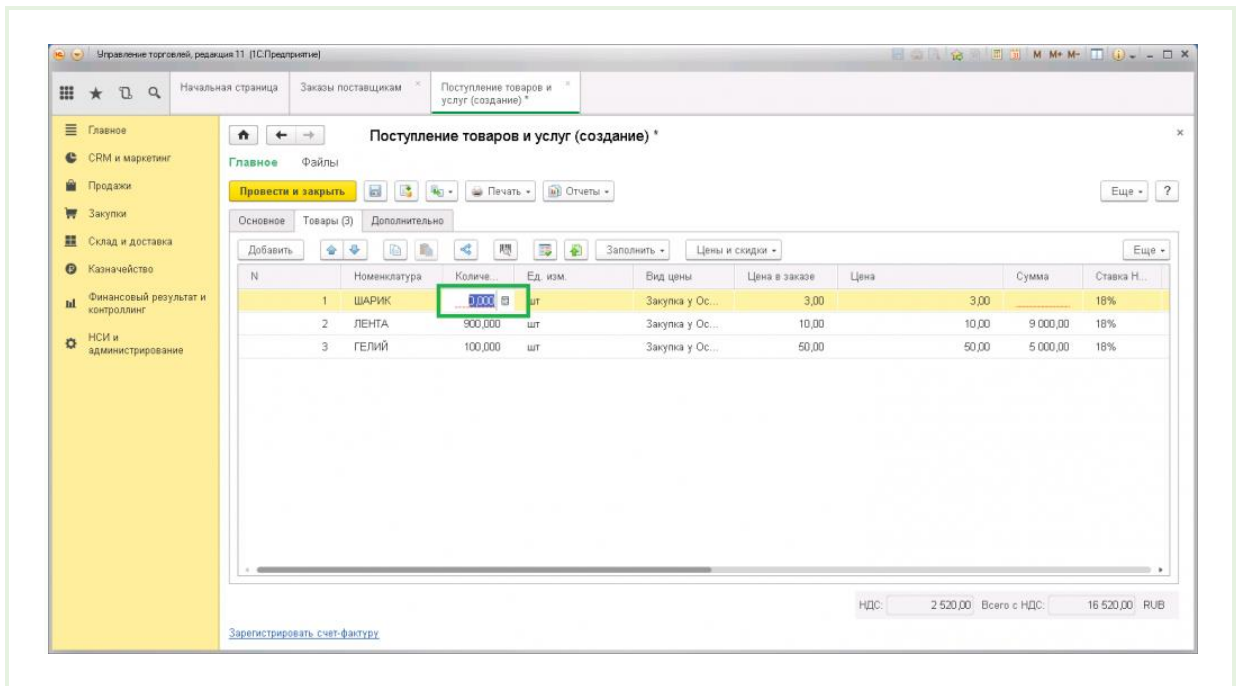 Управление торговлей, редакция 11 (1С:Предприятие)
M M+ M-
Начальная страница
Заказы поставщикам
Поступление товаров и
услуг (создание) *
Главное
CRM и маркетинг
Продажи
Закупки
Склад и доставка
Казначейство
Финансовый результат и
контроллинг
НСИ и
администрирование
Поступление товаров и услуг (создание) *
Главное Файлы
Провести и закрыть Печать Отчеты Еще ?
Основное Товары (3) Дополнительно
Добавить Заполнить Цены и скидки Еще
N Номенклатура Количе... Ед. изм. Вид цены Цена в заказе Цена Сумма Ставка Н...
1 ШАРИК 0,000 шт Закупка у Ос... 3,00 3,00 18%
2 ЛЕНТА 900,000 шт Закупка у Ос... 10,00 10,00 9 000,00 18%
3 ГЕЛИЙ 100,000 шт Закупка у Ос... 50,00 50,00 5 000,00 18%
НДС: 2 520,00 Всего с НДС: 16 520,00 RUB
Зарегистрировать счет-фактуру